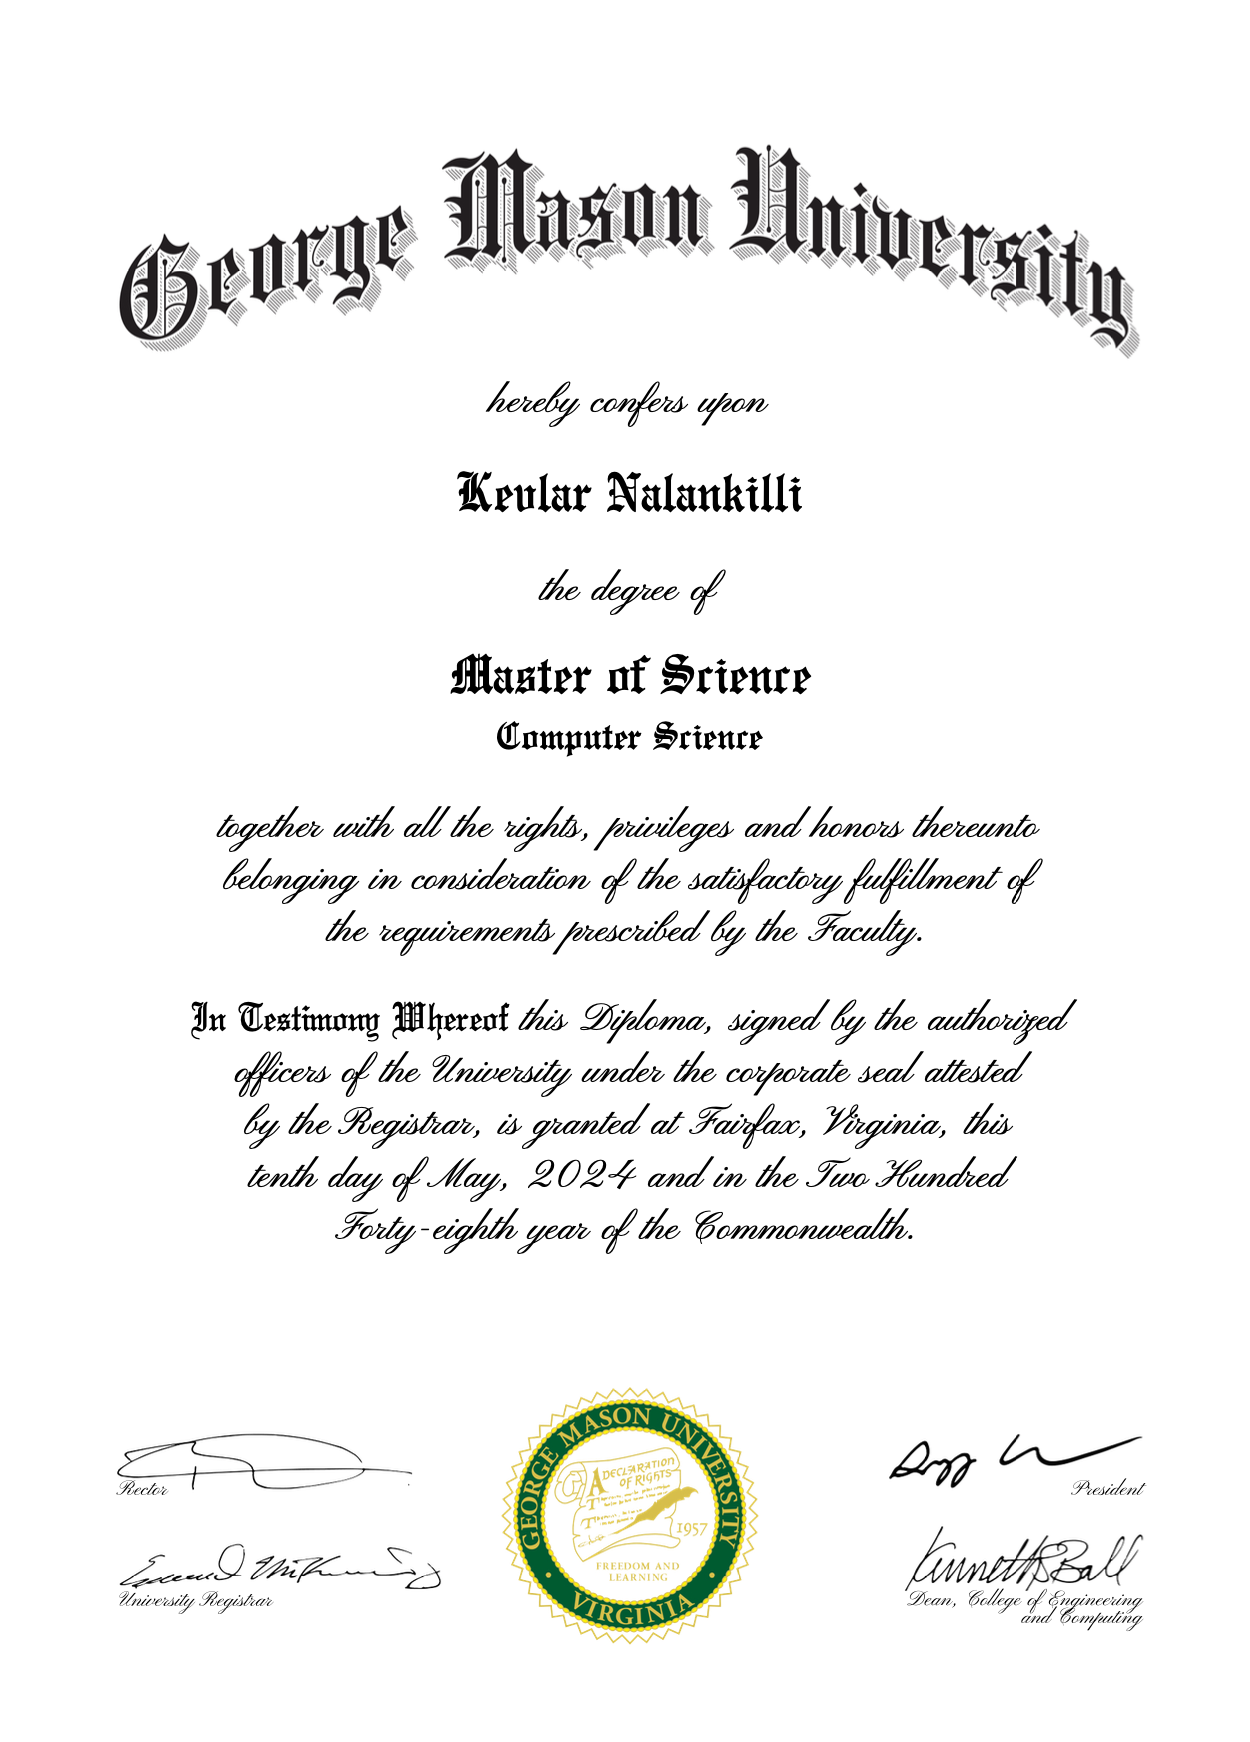 George Mason University
hereby confers upon
Kevlar Nalankilli
the degree of
Master of Science
Computer Science
together with all the rights, privileges and honors thereunto
belonging in consideration of the satisfactory fulfillment of
the requirements prescribed by the Faculty.
In Testimony Whereof this Diploma, signed by the authorized
officers of the University under the corporate seal attested
by the Registrar, is granted at Fairfax, Virginia, this
tenth day of May, 2024 and in the Two Hundred
Forty-eighth year of the Commonwealth.
Rector
President
University Registrar
Kenneth S Ball
Dean, College of Engineering
and Computing
GEORGE MASON UNIVERSITY
DECLARATION
OF RIGHTS
1957
FREEDOM AND
LEARNING
VIRGINIA